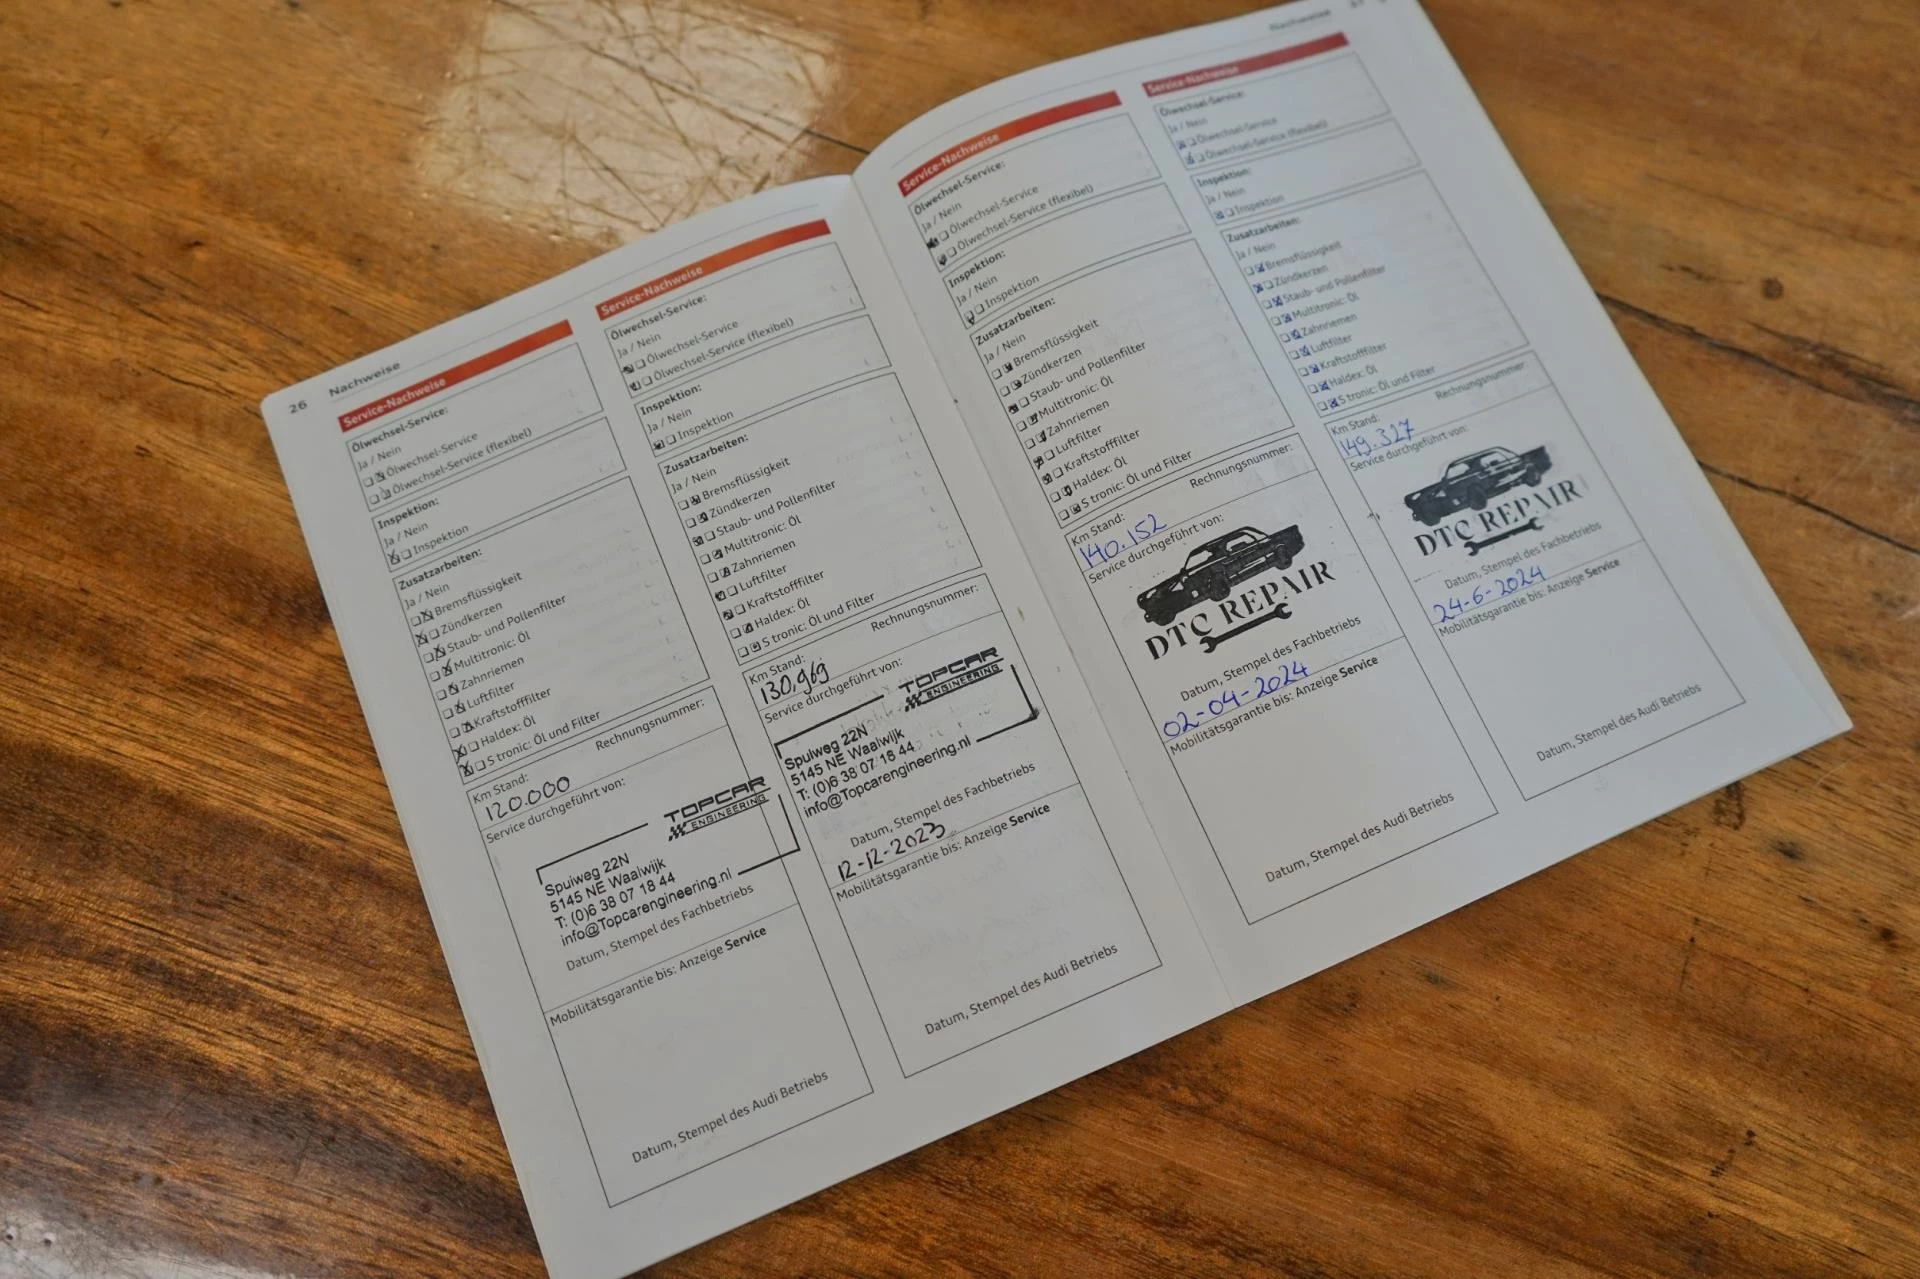 26
Nachweise
Service-Nachweise
Ölwechsel-Service:
Ja / Nein
Ölwechsel-Service
Ölwechsel-Service (flexibel)
Inspektion:
Ja / Nein
Inspektion
Zusatzarbeiten:
Ja / Nein
Bremsflüssigkeit
Zündkerzen
Staub- und Pollenfilter
Multitronic: Öl
Zahnriemen
Luftfilter
Kraftstofffilter
Haldex: Öl
S tronic: Öl und Filter
Rechnungsnummer:
Km Stand:
120.000
Service durchgeführt von:
TOPCAR
ENGINEERING
Spuiweg 22N
5145 NE Waalwijk
T: (0)6 38 07 18 44
info@Topcarengineering.nl
Datum, Stempel des Fachbetriebs
Mobilitätsgarantie bis: Anzeige Service
Datum, Stempel des Audi Betriebs
Service-Nachweise
Ölwechsel-Service:
Ja / Nein
Ölwechsel-Service
Ölwechsel-Service (flexibel)
Inspektion:
Ja / Nein
Inspektion
Zusatzarbeiten:
Ja / Nein
Bremsflüssigkeit
Zündkerzen
Staub- und Pollenfilter
Multitronic: Öl
Zahnriemen
Luftfilter
Kraftstofffilter
Haldex: Öl
S tronic: Öl und Filter
Rechnungsnummer:
Km Stand:
130.969
Service durchgeführt von:
TOPCAR
ENGINEERING
Spuiweg 22N
5145 NE Waalwijk
T: (0)6 38 07 18 44
info@Topcarengineering.nl
Datum, Stempel des Fachbetriebs
12-12-2023
Mobilitätsgarantie bis: Anzeige Service
Datum, Stempel des Audi Betriebs
Service-Nachweise
Ölwechsel-Service:
Ja / Nein
Ölwechsel-Service
Ölwechsel-Service (flexibel)
Inspektion:
Ja / Nein
Inspektion
Zusatzarbeiten:
Ja / Nein
Bremsflüssigkeit
Zündkerzen
Staub- und Pollenfilter
Multitronic: Öl
Zahnriemen
Luftfilter
Kraftstofffilter
Haldex: Öl
S tronic: Öl und Filter
Rechnungsnummer:
Km Stand:
140.152
Service durchgeführt von:
DTC REPAIR
Datum, Stempel des Fachbetriebs
02-04-2024
Mobilitätsgarantie bis: Anzeige Service
Datum, Stempel des Audi Betriebs
Nachweise
Service-Nachweise
Ölwechsel-Service:
Ja / Nein
Ölwechsel-Service
Ölwechsel-Service (flexibel)
Inspektion:
Ja / Nein
Inspektion
Zusatzarbeiten:
Ja / Nein
Bremsflüssigkeit
Zündkerzen
Staub- und Pollenfilter
Multitronic: Öl
Zahnriemen
Luftfilter
Kraftstofffilter
Haldex: Öl
S tronic: Öl und Filter
Rechnungsnummer:
Km Stand:
149.327
Service durchgeführt von:
DTC REPAIR
Datum, Stempel des Fachbetriebs
24-6-2024
Mobilitätsgarantie bis: Anzeige Service
Datum, Stempel des Audi Betriebs